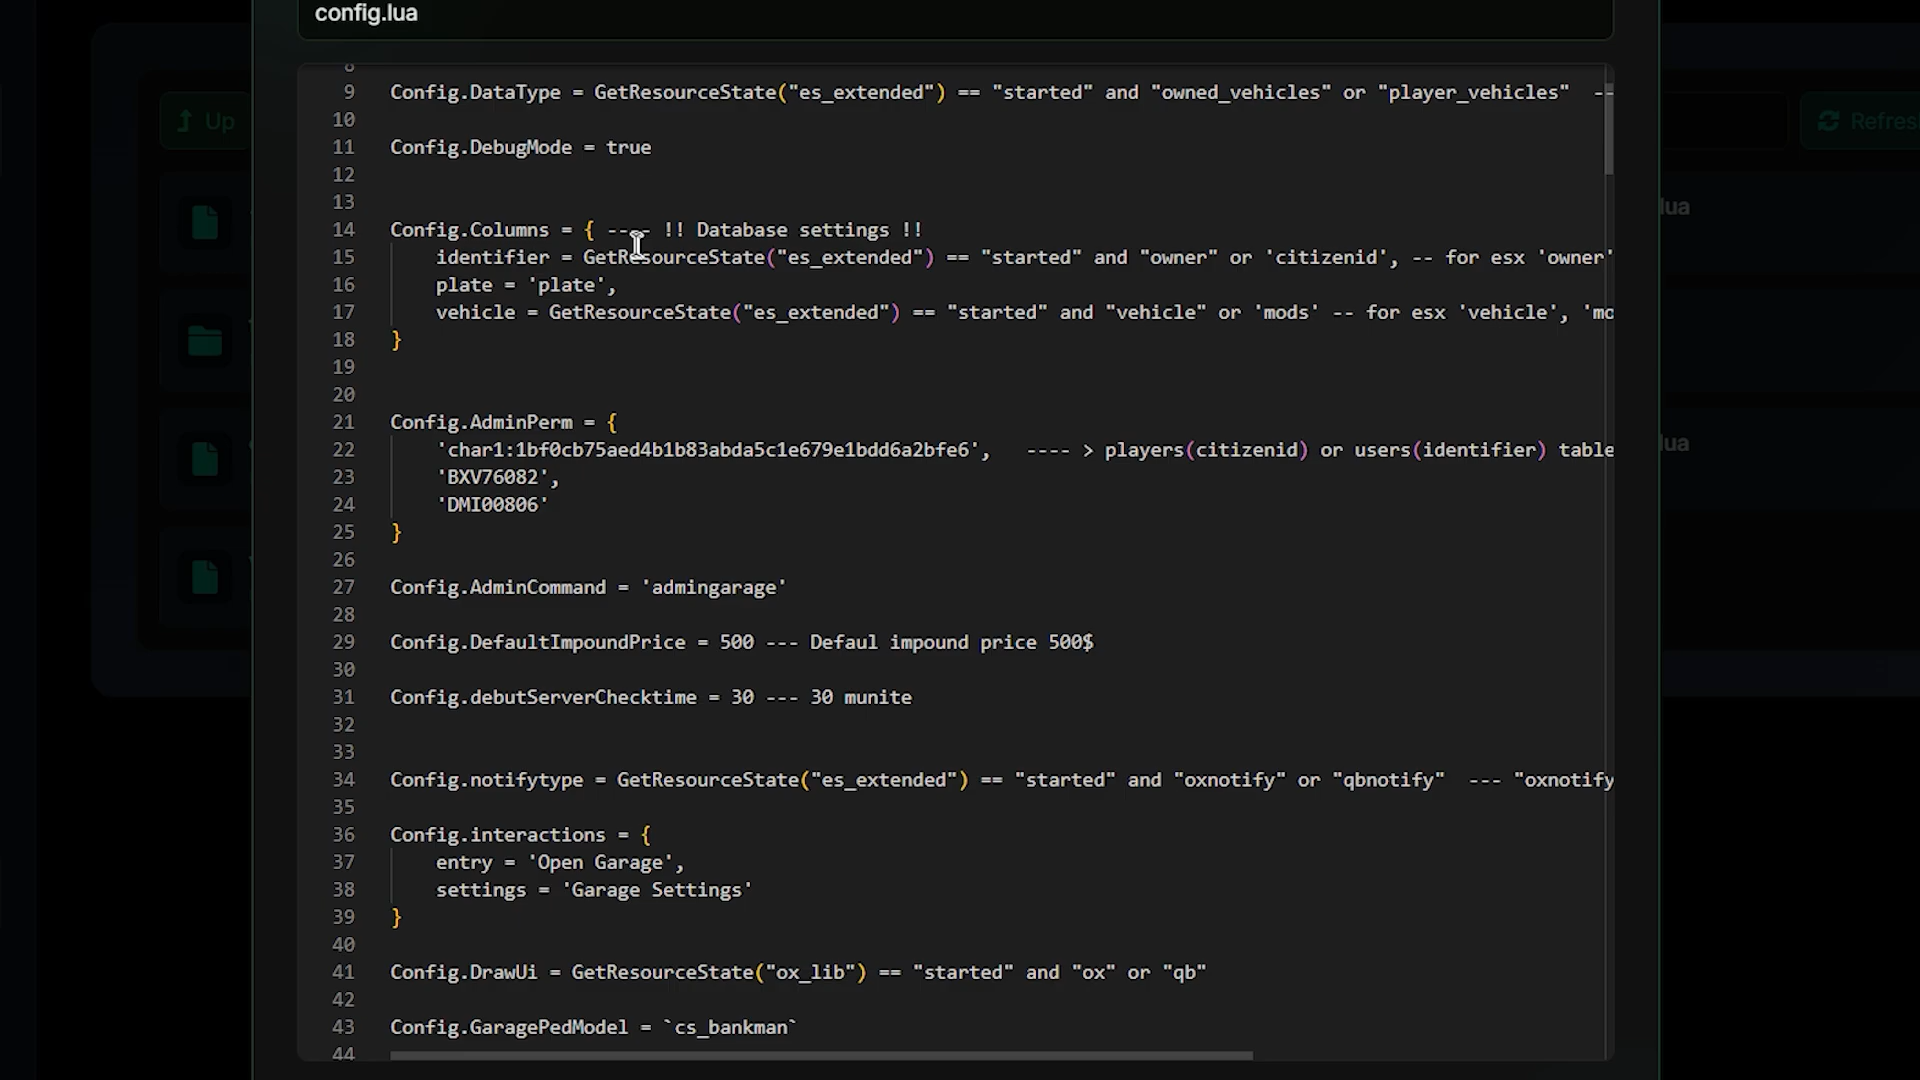 config.lua
Up
Refres
lua
lua
8
9 Config.DataType = GetResourceState("es_extended") == "started" and "owned_vehicles" or "player_vehicles" --
10
11 Config.DebugMode = true
12
13
14 Config.Columns = { ---- !! Database settings !!
15 identifier = GetResourceState("es_extended") == "started" and "owner" or 'citizenid', -- for esx 'owner'
16 plate = 'plate',
17 vehicle = GetResourceState("es_extended") == "started" and "vehicle" or 'mods' -- for esx 'vehicle', 'mo
18 }
19
20
21 Config.AdminPerm = {
22 'char1:1bf0cb75aed4b1b83abda5c1e679e1bdd6a2bfe6', ---- > players(citizenid) or users(identifier) table
23 'BXV76082',
24 'DMI00806'
25 }
26
27 Config.AdminCommand = 'admingarage'
28
29 Config.DefaultImpoundPrice = 500 --- Defaul impound price 500$
30
31 Config.debutServerChecktime = 30 --- 30 munite
32
33
34 Config.notifytype = GetResourceState("es_extended") == "started" and "oxnotify" or "qbnotify" --- "oxnotify
35
36 Config.interactions = {
37 entry = 'Open Garage',
38 settings = 'Garage Settings'
39 }
40
41 Config.DrawUi = GetResourceState("ox_lib") == "started" and "ox" or "qb"
42
43 Config.GaragePedModel = `cs_bankman`
44